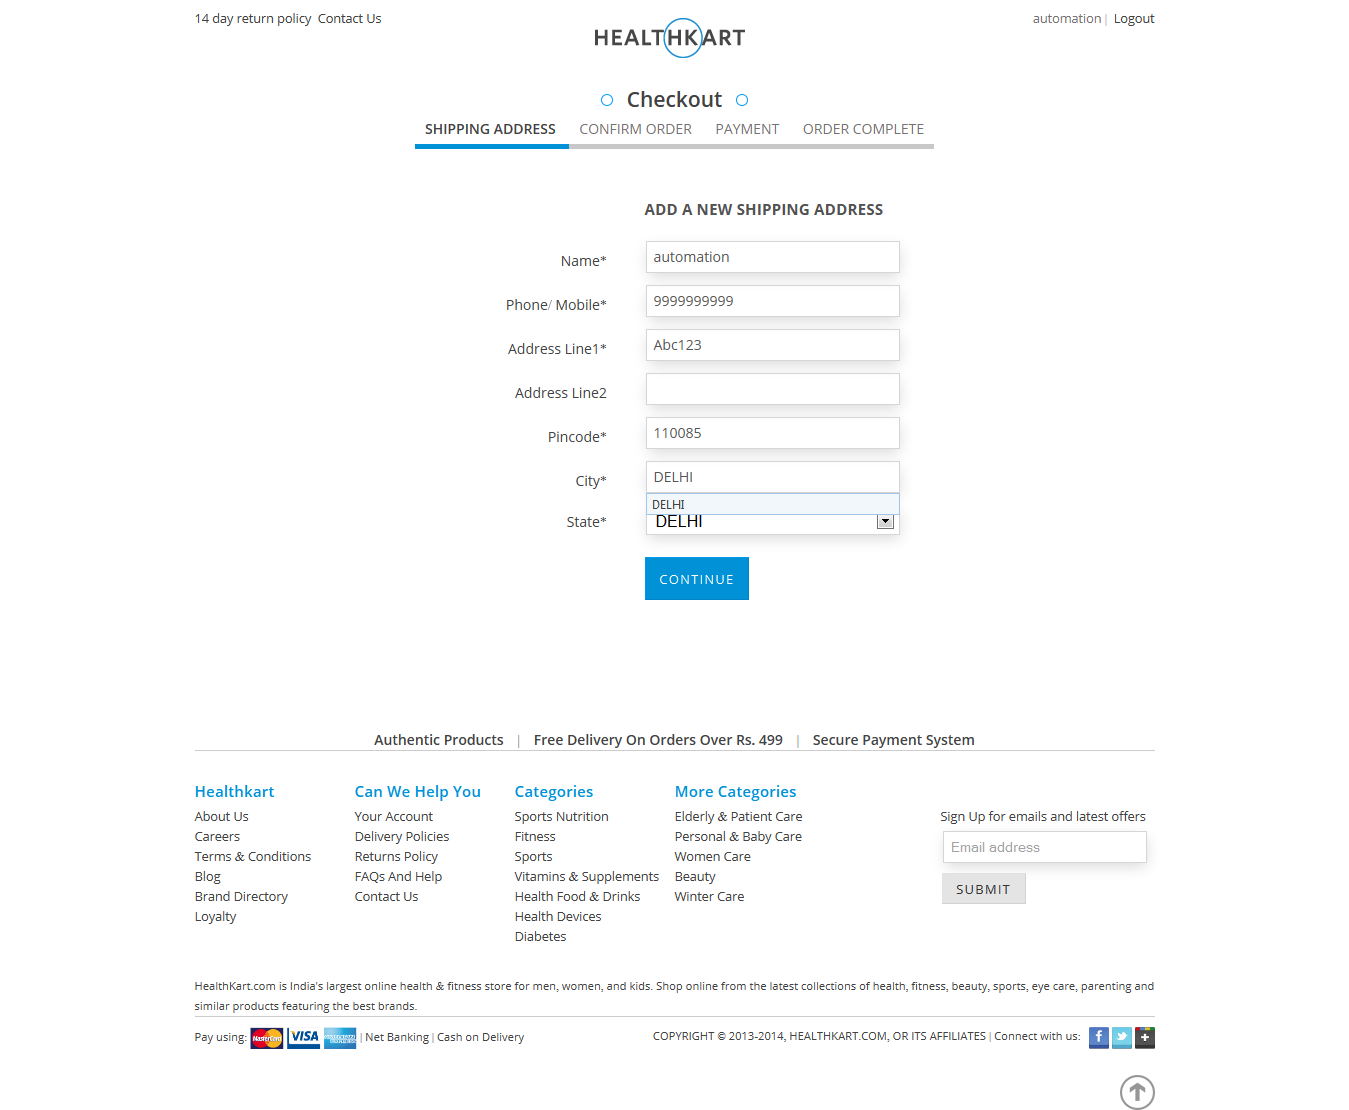 14 day return policy Contact Us
automation | Logout
HEALTHKART
Checkout
SHIPPING ADDRESS CONFIRM ORDER PAYMENT ORDER COMPLETE
ADD A NEW SHIPPING ADDRESS
Name* automation
Phone/ Mobile* 9999999999
Address Line1* Abc123
Address Line2
Pincode* 110085
City* DELHI
DELHI
State* DELHI
CONTINUE
Authentic Products | Free Delivery On Orders Over Rs. 499 | Secure Payment System
Healthkart
About Us
Careers
Terms & Conditions
Blog
Brand Directory
Loyalty
Can We Help You
Your Account
Delivery Policies
Returns Policy
FAQs And Help
Contact Us
Categories
Sports Nutrition
Fitness
Sports
Vitamins & Supplements
Health Food & Drinks
Health Devices
Diabetes
More Categories
Elderly & Patient Care
Personal & Baby Care
Women Care
Beauty
Winter Care
Sign Up for emails and latest offers
Email address
SUBMIT
HealthKart.com is India's largest online health & fitness store for men, women, and kids. Shop online from the latest collections of health, fitness, beauty, sports, eye care, parenting and
similar products featuring the best brands.
Pay using: MasterCard VISA | Net Banking | Cash on Delivery
COPYRIGHT © 2013-2014, HEALTHKART.COM, OR ITS AFFILIATES | Connect with us: